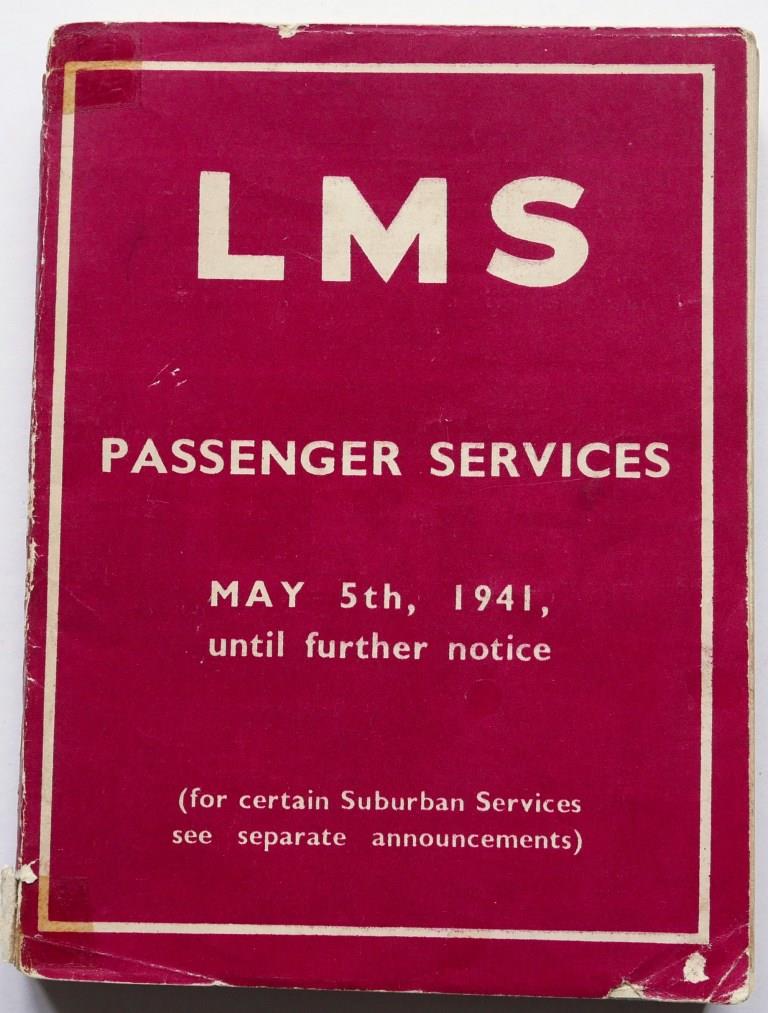 LMS
PASSENGER SERVICES
MAY 5th, 1941,
until further notice
(for certain Suburban Services
see separate announcements)